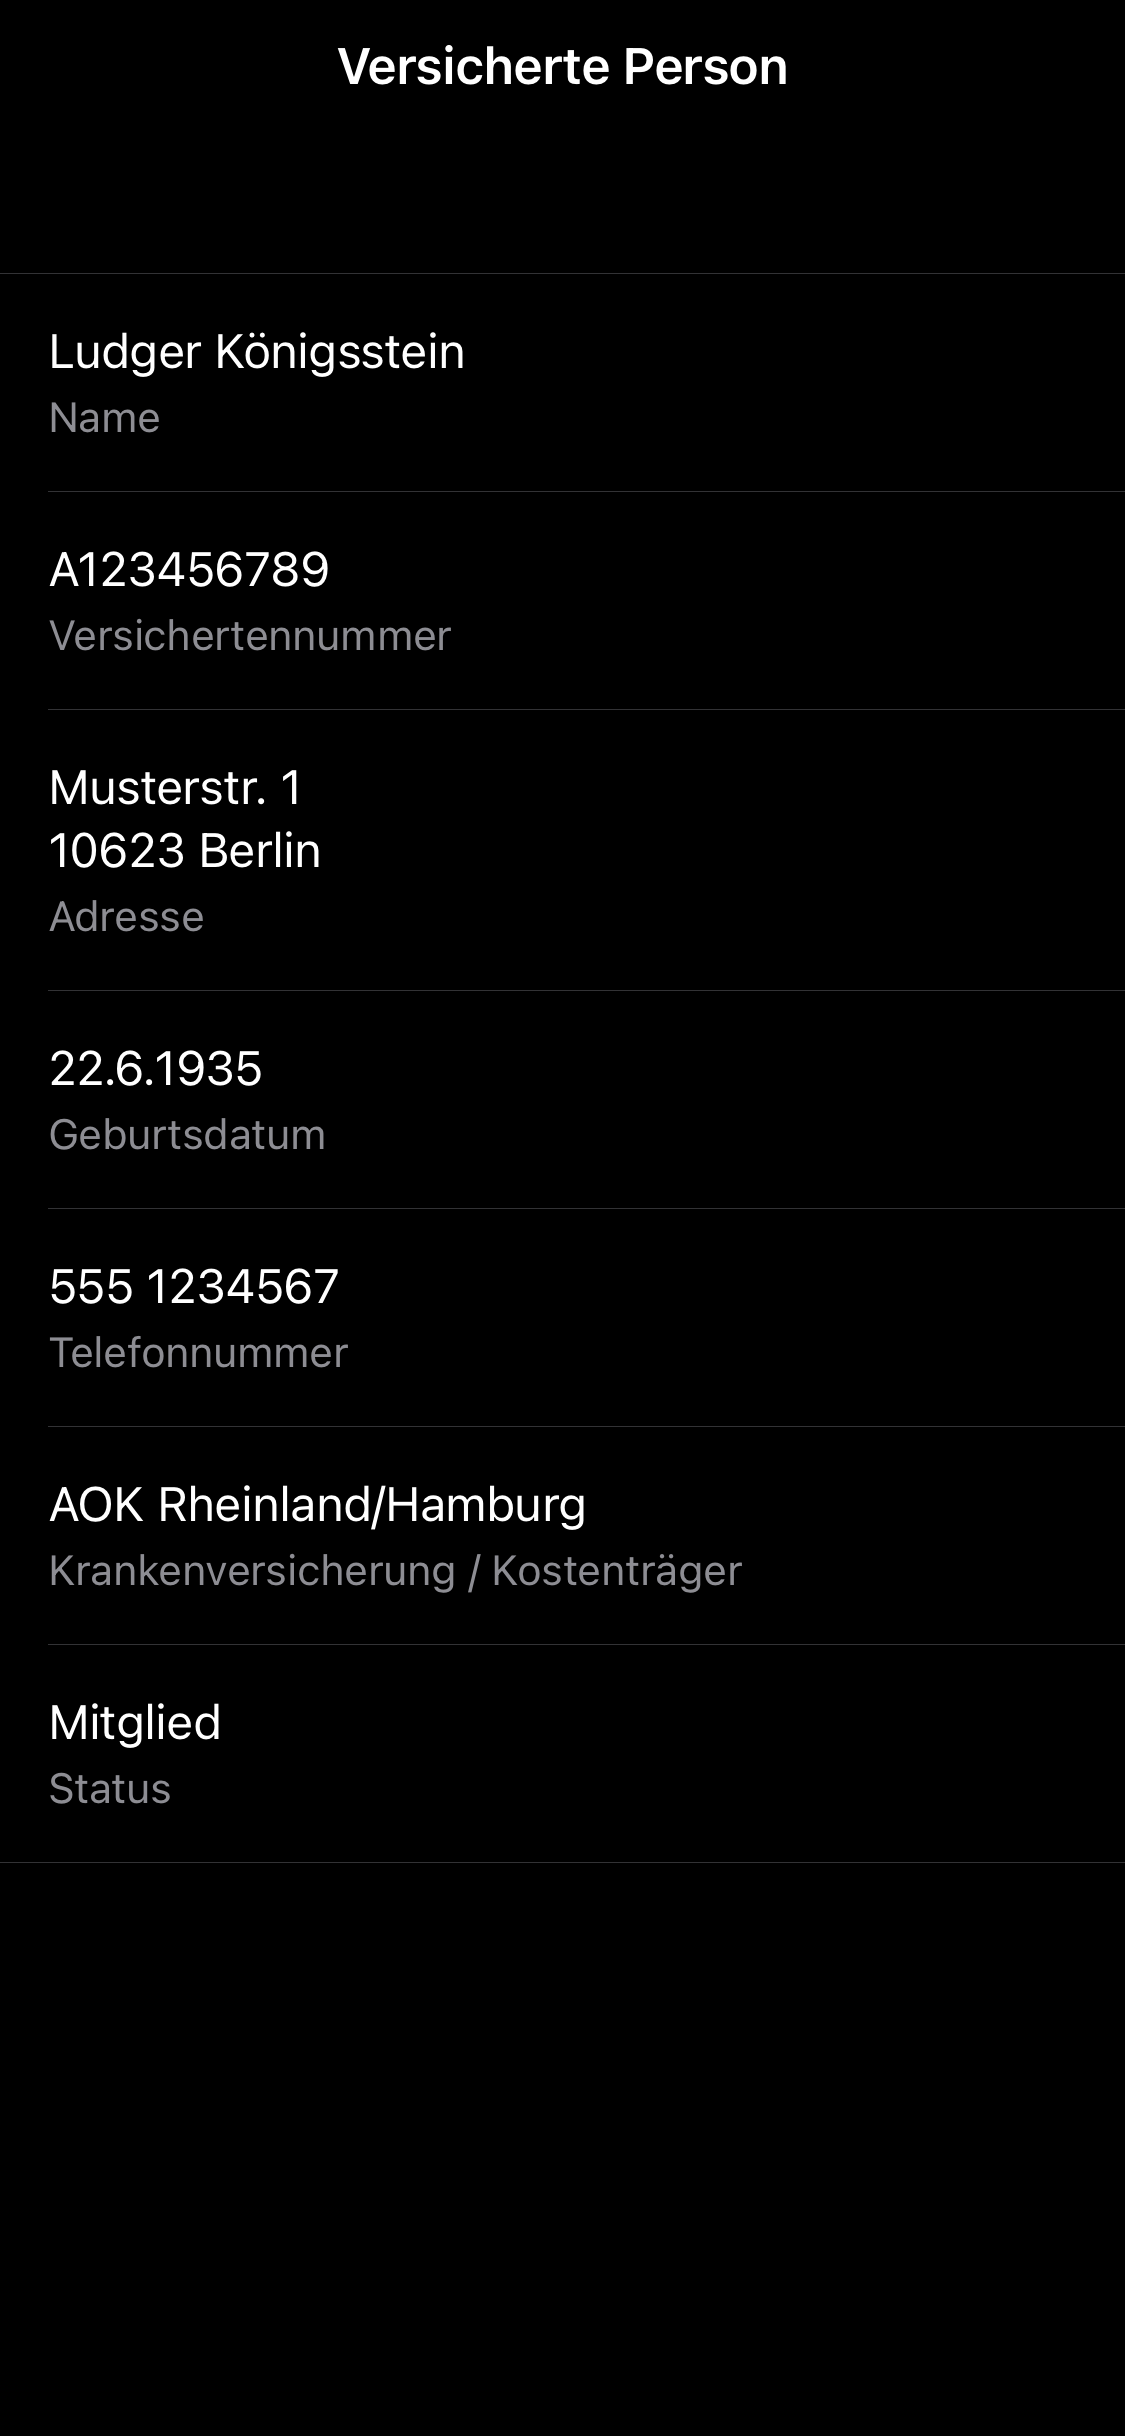 Versicherte Person
Ludger Königsstein
Name
A123456789
Versichertennummer
Musterstr. 1
10623 Berlin
Adresse
22.6.1935
Geburtsdatum
555 1234567
Telefonnummer
AOK Rheinland/Hamburg
Krankenversicherung / Kostenträger
Mitglied
Status